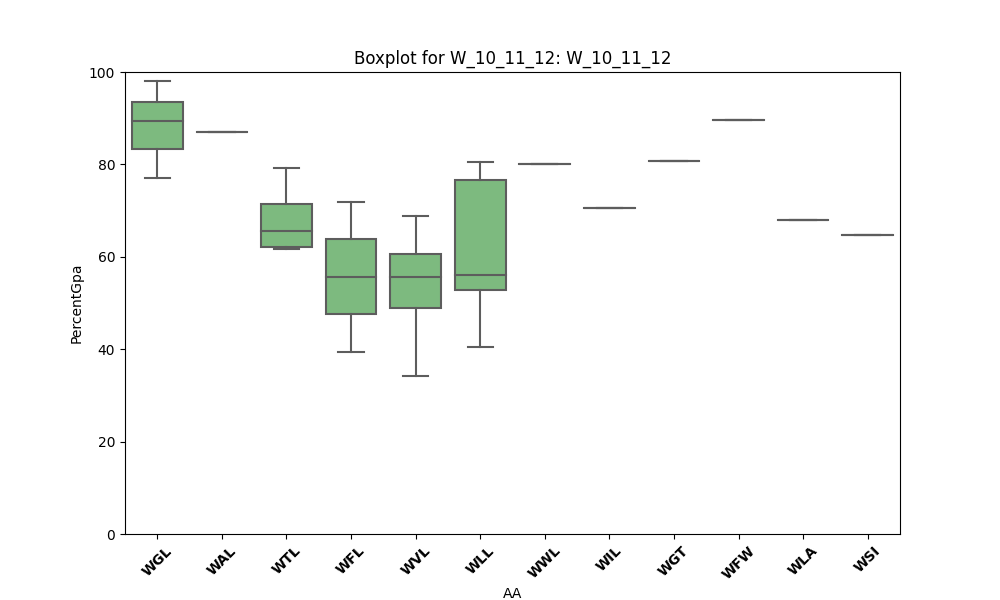 Boxplot for W_10_11_12: W_10_11_12
100
80
60
40
20
0
PercentGpa
WGL WAL WTL WFL WVL WLL WWL WIL WGT WFW WLA WSI
AA